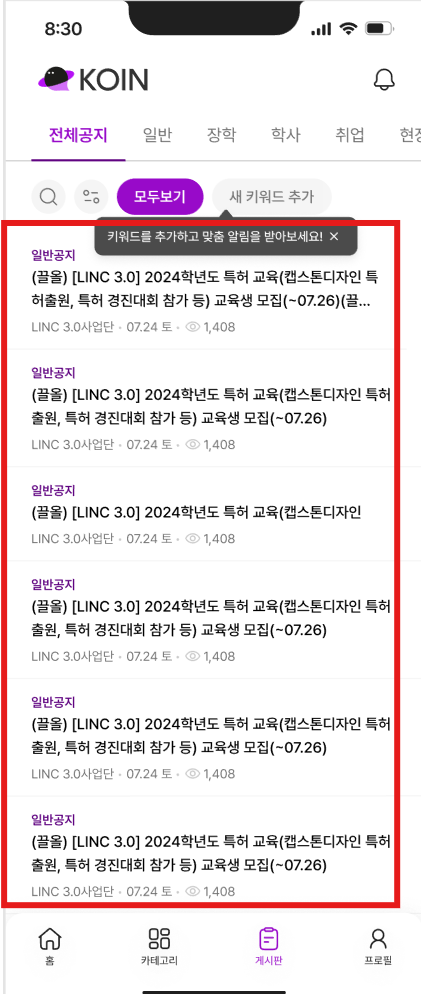 8:30
KOIN
전체공지 일반 장학 학사 취업 현장
모두보기 새 키워드 추가
키워드를 추가하고 맞춤 알림을 받아보세요! ×
일반공지
(끌올) [LINC 3.0] 2024학년도 특허 교육(캡스톤디자인 특
허출원, 특허 경진대회 참가 등) 교육생 모집(~07.26)(끌...
LINC 3.0사업단 · 07.24 토 · 1,408
일반공지
(끌올) [LINC 3.0] 2024학년도 특허 교육(캡스톤디자인 특허
출원, 특허 경진대회 참가 등) 교육생 모집(~07.26)
LINC 3.0사업단 · 07.24 토 · 1,408
일반공지
(끌올) [LINC 3.0] 2024학년도 특허 교육(캡스톤디자인
LINC 3.0사업단 · 07.24 토 · 1,408
일반공지
(끌올) [LINC 3.0] 2024학년도 특허 교육(캡스톤디자인 특허
출원, 특허 경진대회 참가 등) 교육생 모집(~07.26)
LINC 3.0사업단 · 07.24 토 · 1,408
일반공지
(끌올) [LINC 3.0] 2024학년도 특허 교육(캡스톤디자인 특허
출원, 특허 경진대회 참가 등) 교육생 모집(~07.26)
LINC 3.0사업단 · 07.24 토 · 1,408
일반공지
(끌올) [LINC 3.0] 2024학년도 특허 교육(캡스톤디자인 특허
출원, 특허 경진대회 참가 등) 교육생 모집(~07.26)
LINC 3.0사업단 · 07.24 토 · 1,408
홈 카테고리 게시판 프로필